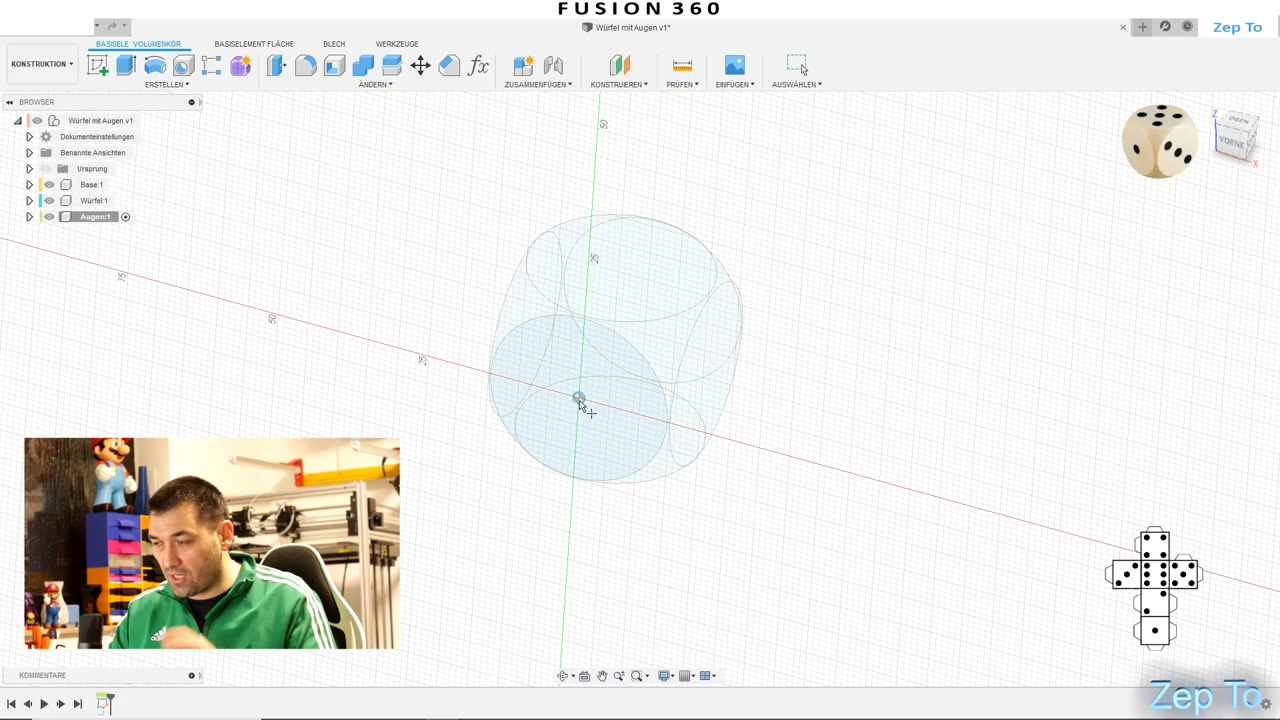 FUSION 360
Würfel mit Augen v1*
Zep To
BASISELE. VOLUMENKÖR
BASISELEMENT FLÄCHE
BLECH
WERKZEUGE
KONSTRUKTION
ERSTELLEN
ÄNDERN
ZUSAMMENFÜGEN
KONSTRUIEREN
PRÜFEN
EINFÜGEN
AUSWÄHLEN
BROWSER
Würfel mit Augen v1
Dokumenteinstellungen
Benannte Ansichten
Ursprung
Base:1
Würfel:1
Augen:1
50
25
75
50
25
Z
OBEN
VORNE
X
KOMMENTARE
Zep To